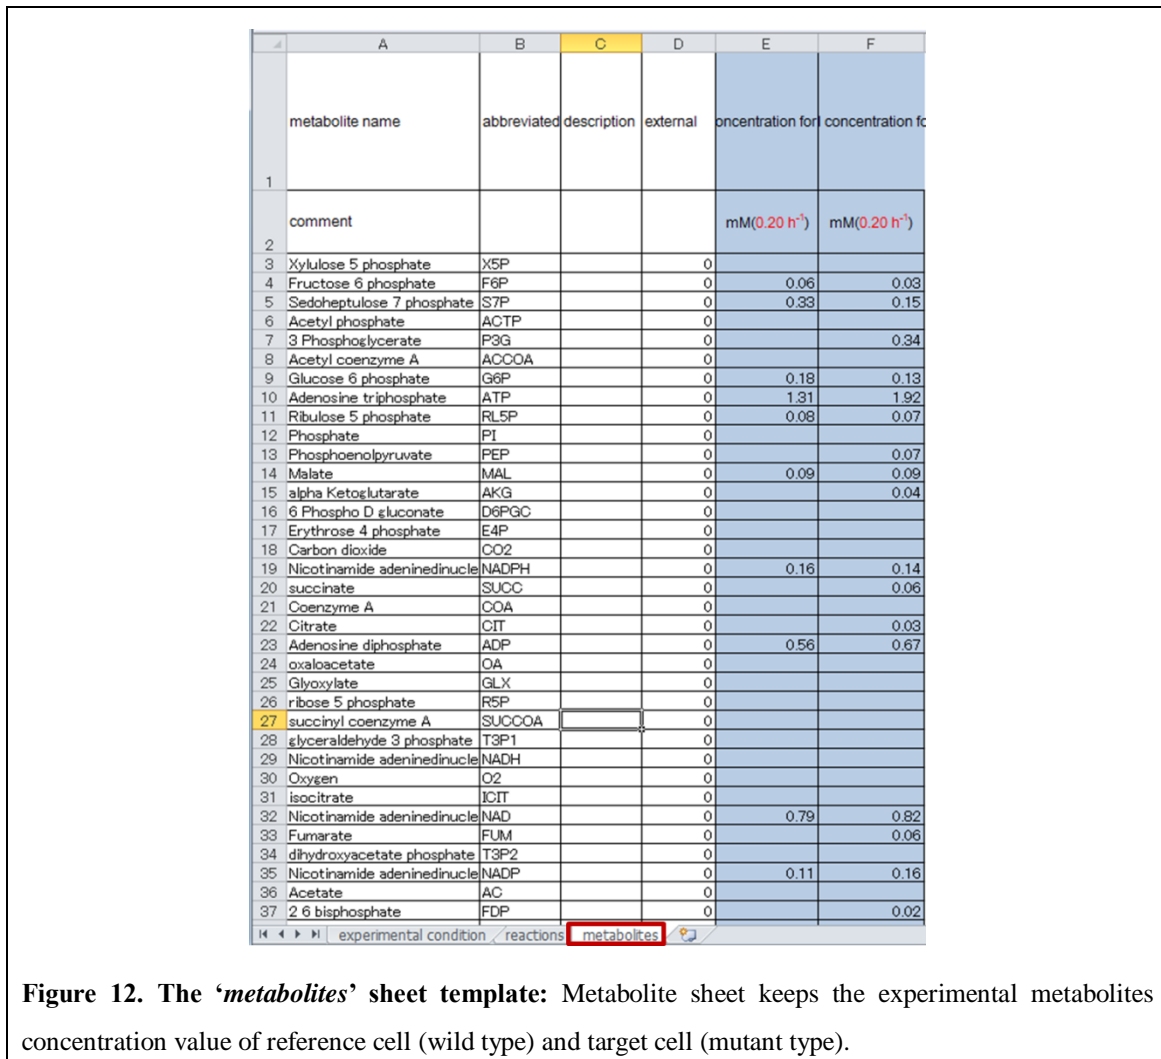 A B C D E F
1 metabolite name abbreviated description external oncentration for concentration fo
2 comment mM(0.20 h⁻¹) mM(0.20 h⁻¹)
3 Xylulose 5 phosphate X5P 0
4 Fructose 6 phosphate F6P 0 0.06 0.03
5 Sedoheptulose 7 phosphate S7P 0 0.33 0.15
6 Acetyl phosphate ACTP 0
7 3 Phosphoglycerate P3G 0 0.34
8 Acetyl coenzyme A ACCOA 0
9 Glucose 6 phosphate G6P 0 0.18 0.13
10 Adenosine triphosphate ATP 0 1.31 1.92
11 Ribulose 5 phosphate RL5P 0 0.08 0.07
12 Phosphate PI 0
13 Phosphoenolpyruvate PEP 0 0.07
14 Malate MAL 0 0.09 0.09
15 alpha Ketoglutarate AKG 0 0.04
16 6 Phospho D gluconate D6PGC 0
17 Erythrose 4 phosphate E4P 0
18 Carbon dioxide CO2 0
19 Nicotinamide adeninedinucle NADPH 0 0.16 0.14
20 succinate SUCC 0 0.06
21 Coenzyme A COA 0
22 Citrate CIT 0 0.03
23 Adenosine diphosphate ADP 0 0.56 0.67
24 oxaloacetate OA 0
25 Glyoxylate GLX 0
26 ribose 5 phosphate R5P 0
27 succinyl coenzyme A SUCCOA 0
28 glyceraldehyde 3 phosphate T3P1 0
29 Nicotinamide adeninedinucle NADH 0
30 Oxygen O2 0
31 isocitrate ICIT 0
32 Nicotinamide adeninedinucle NAD 0 0.79 0.82
33 Fumarate FUM 0 0.06
34 dihydroxyacetate phosphate T3P2 0
35 Nicotinamide adeninedinucle NADP 0 0.11 0.16
36 Acetate AC 0
37 2 6 bisphosphate FDP 0 0.02
experimental condition reactions metabolites
Figure 12. The ‘metabolites’ sheet template: Metabolite sheet keeps the experimental metabolites
concentration value of reference cell (wild type) and target cell (mutant type).